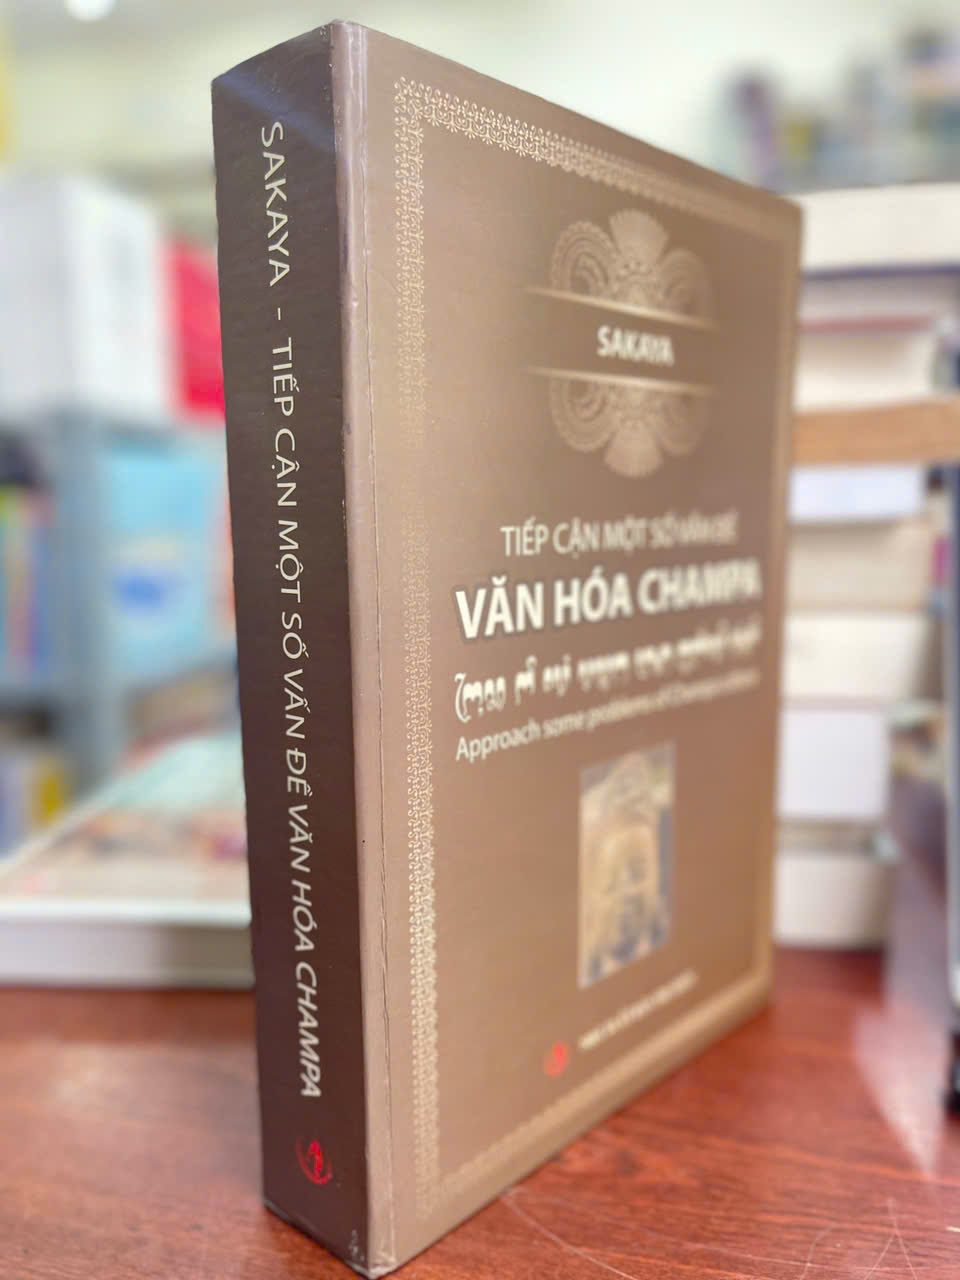 SAKAYA - TIẾP CẬN MỘT SỐ VẤN ĐỀ VĂN HÓA CHAMPA
SAKAYA
TIẾP CẬN MỘT SỐ VẤN ĐỀ
VĂN HÓA CHAMPA
Approach some problems of Champa